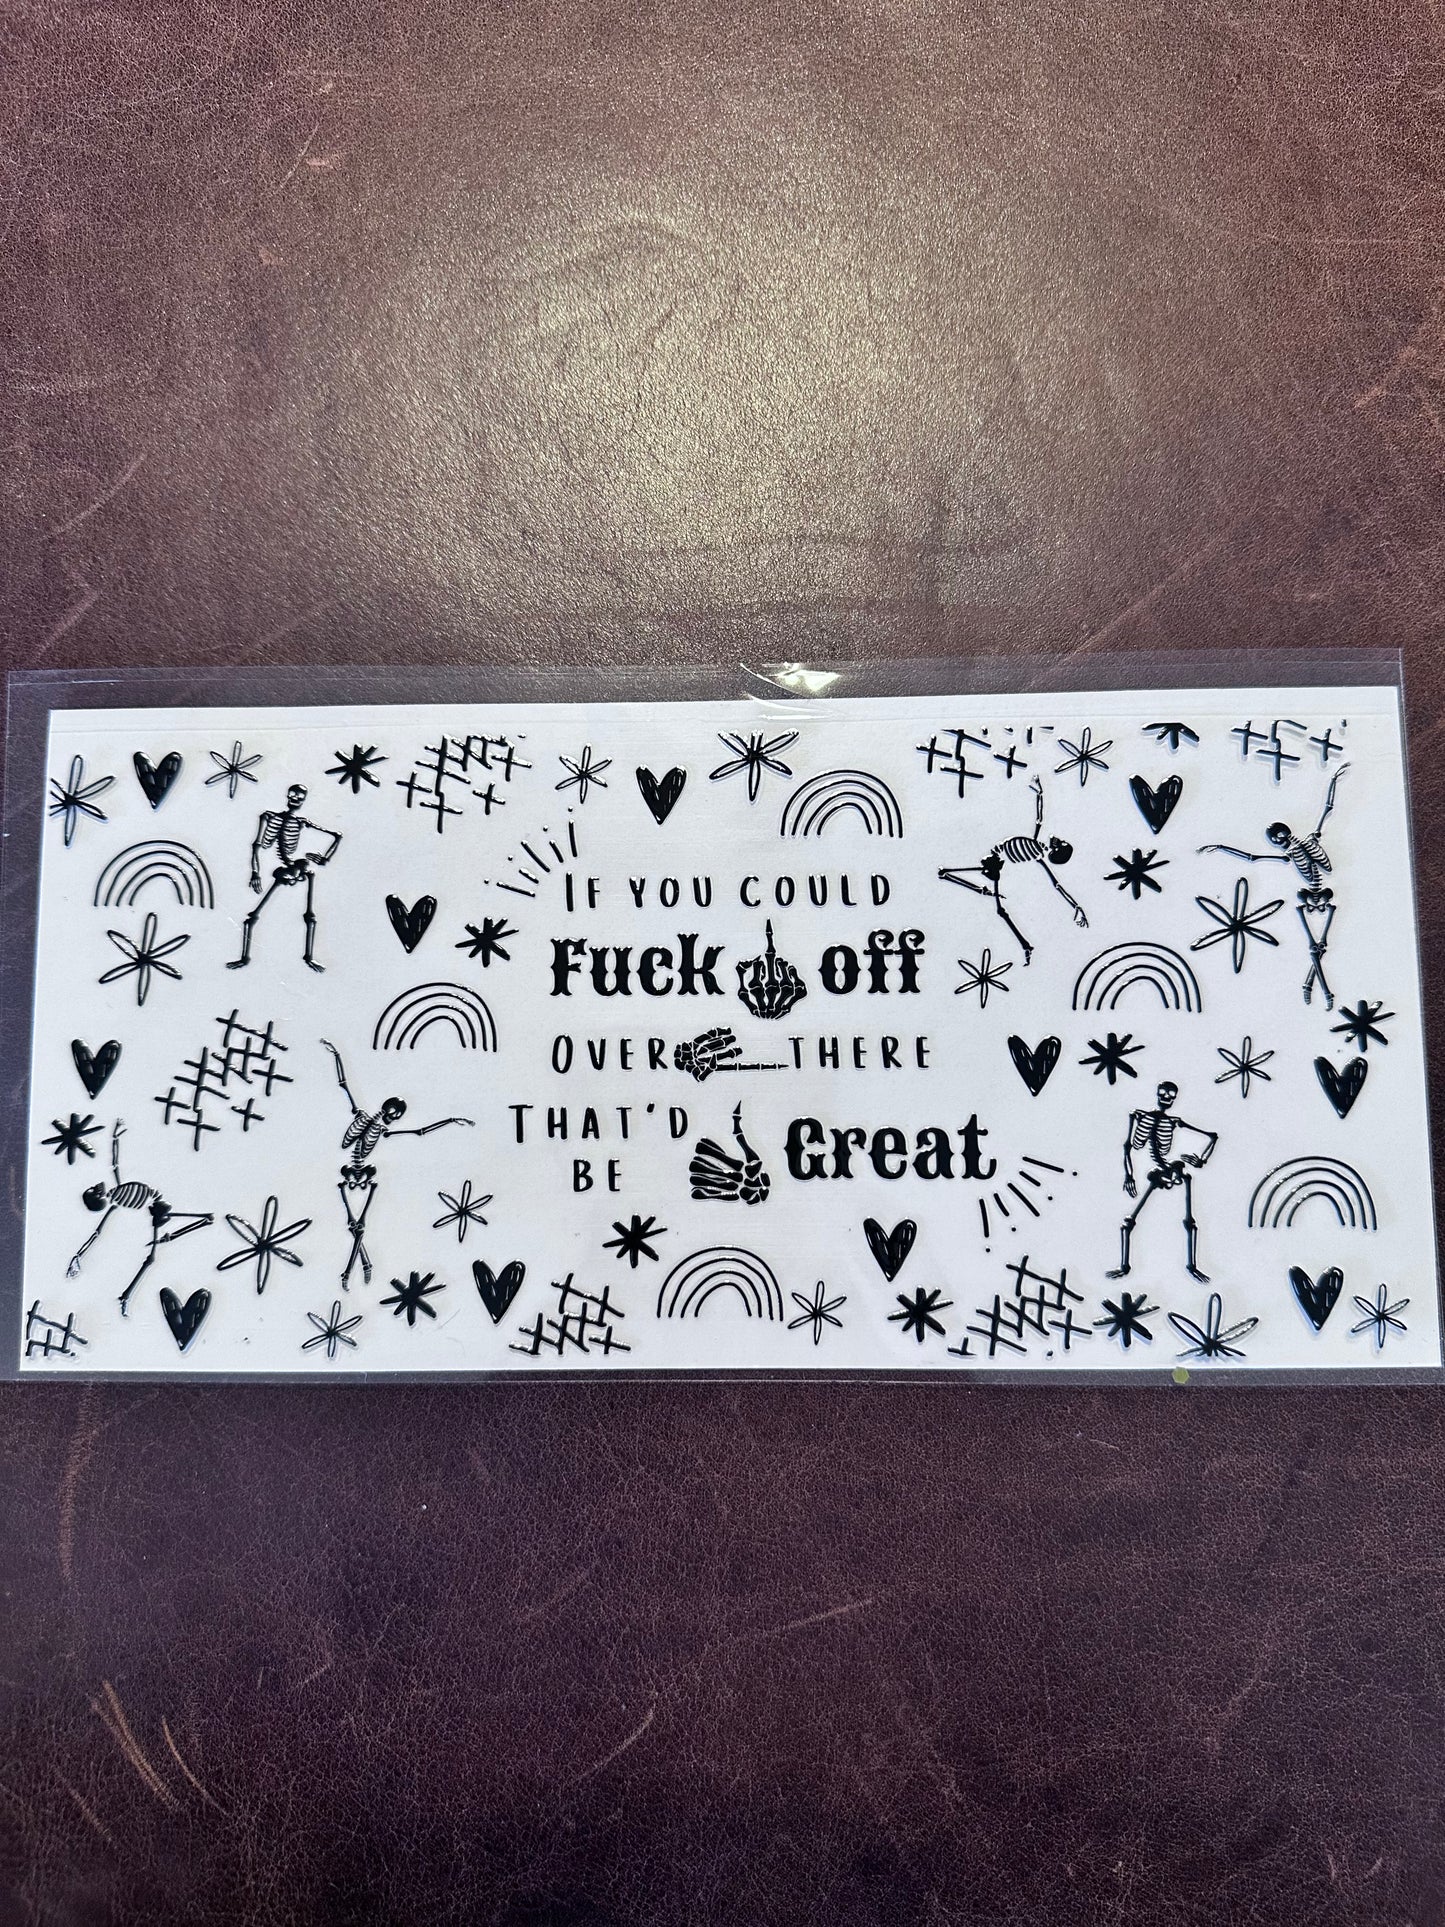 IF YOU COULD
Fuck off
OVER THERE
THAT'D
BE Great